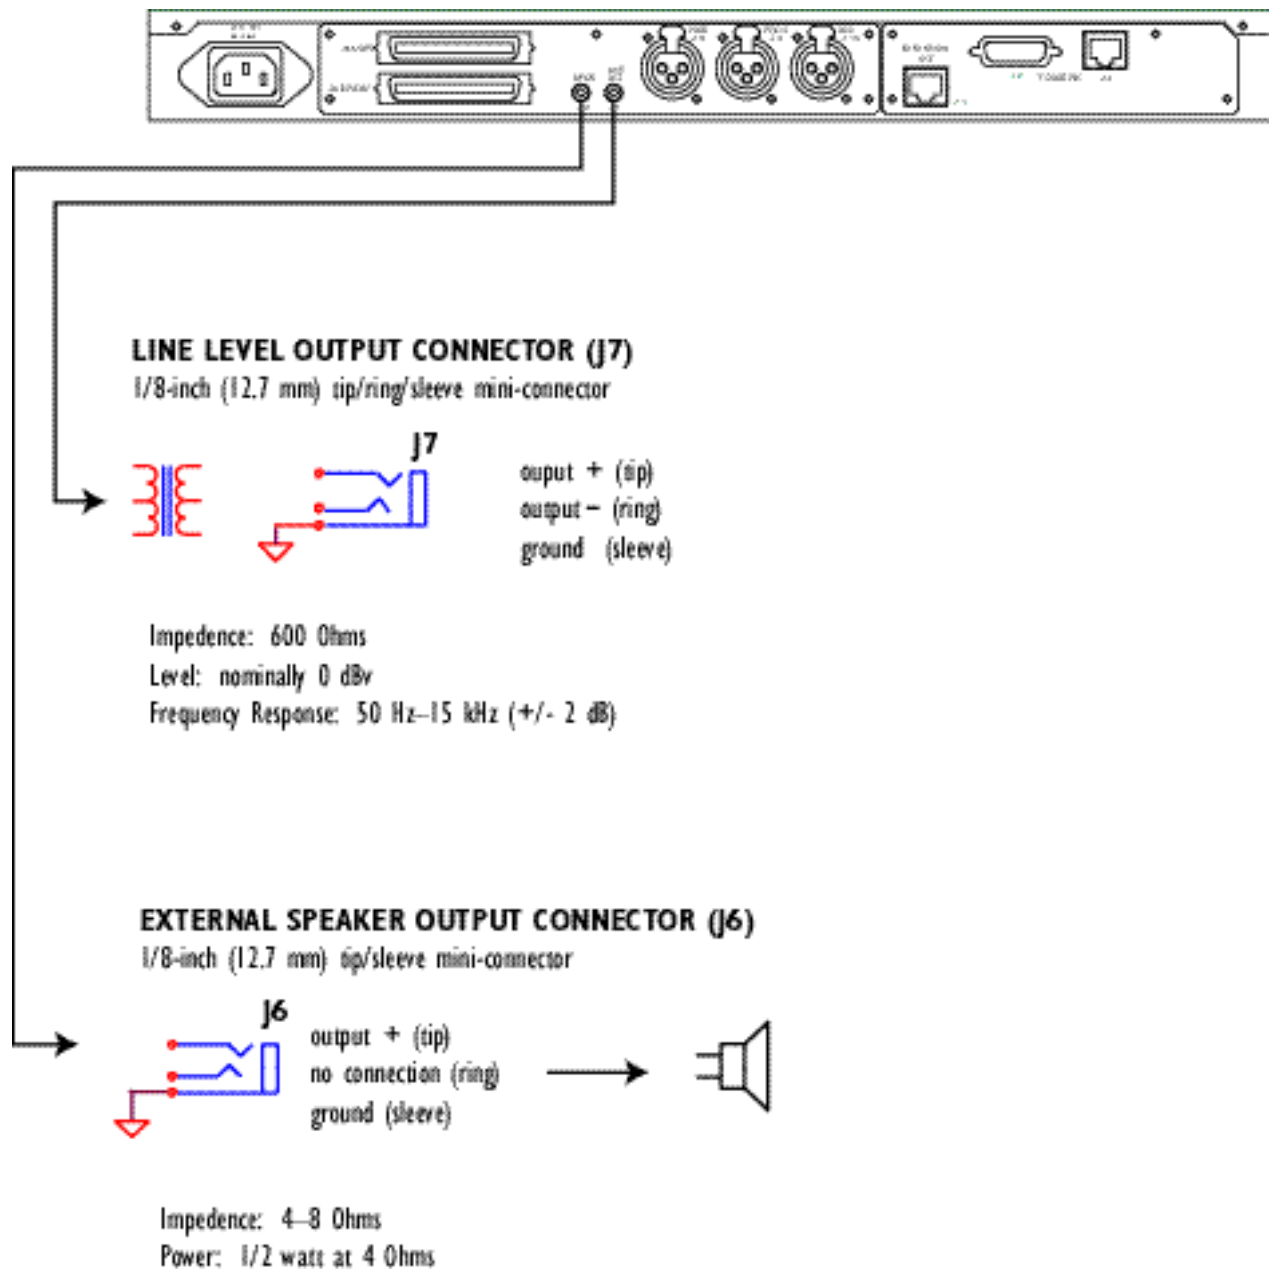 LINE LEVEL OUTPUT CONNECTOR (J7)
1/8-inch (12.7 mm) tip/ring/sleeve mini-connector
J7
ouput + (tip)
output – (ring)
ground (sleeve)
Impedence: 600 Ohms
Level: nominally 0 dBv
Frequency Response: 50 Hz–15 kHz (+/- 2 dB)
EXTERNAL SPEAKER OUTPUT CONNECTOR (J6)
1/8-inch (12.7 mm) tip/sleeve mini-connector
J6
output + (tip)
no connection (ring)
ground (sleeve)
Impedence: 4–8 Ohms
Power: 1/2 watt at 4 Ohms